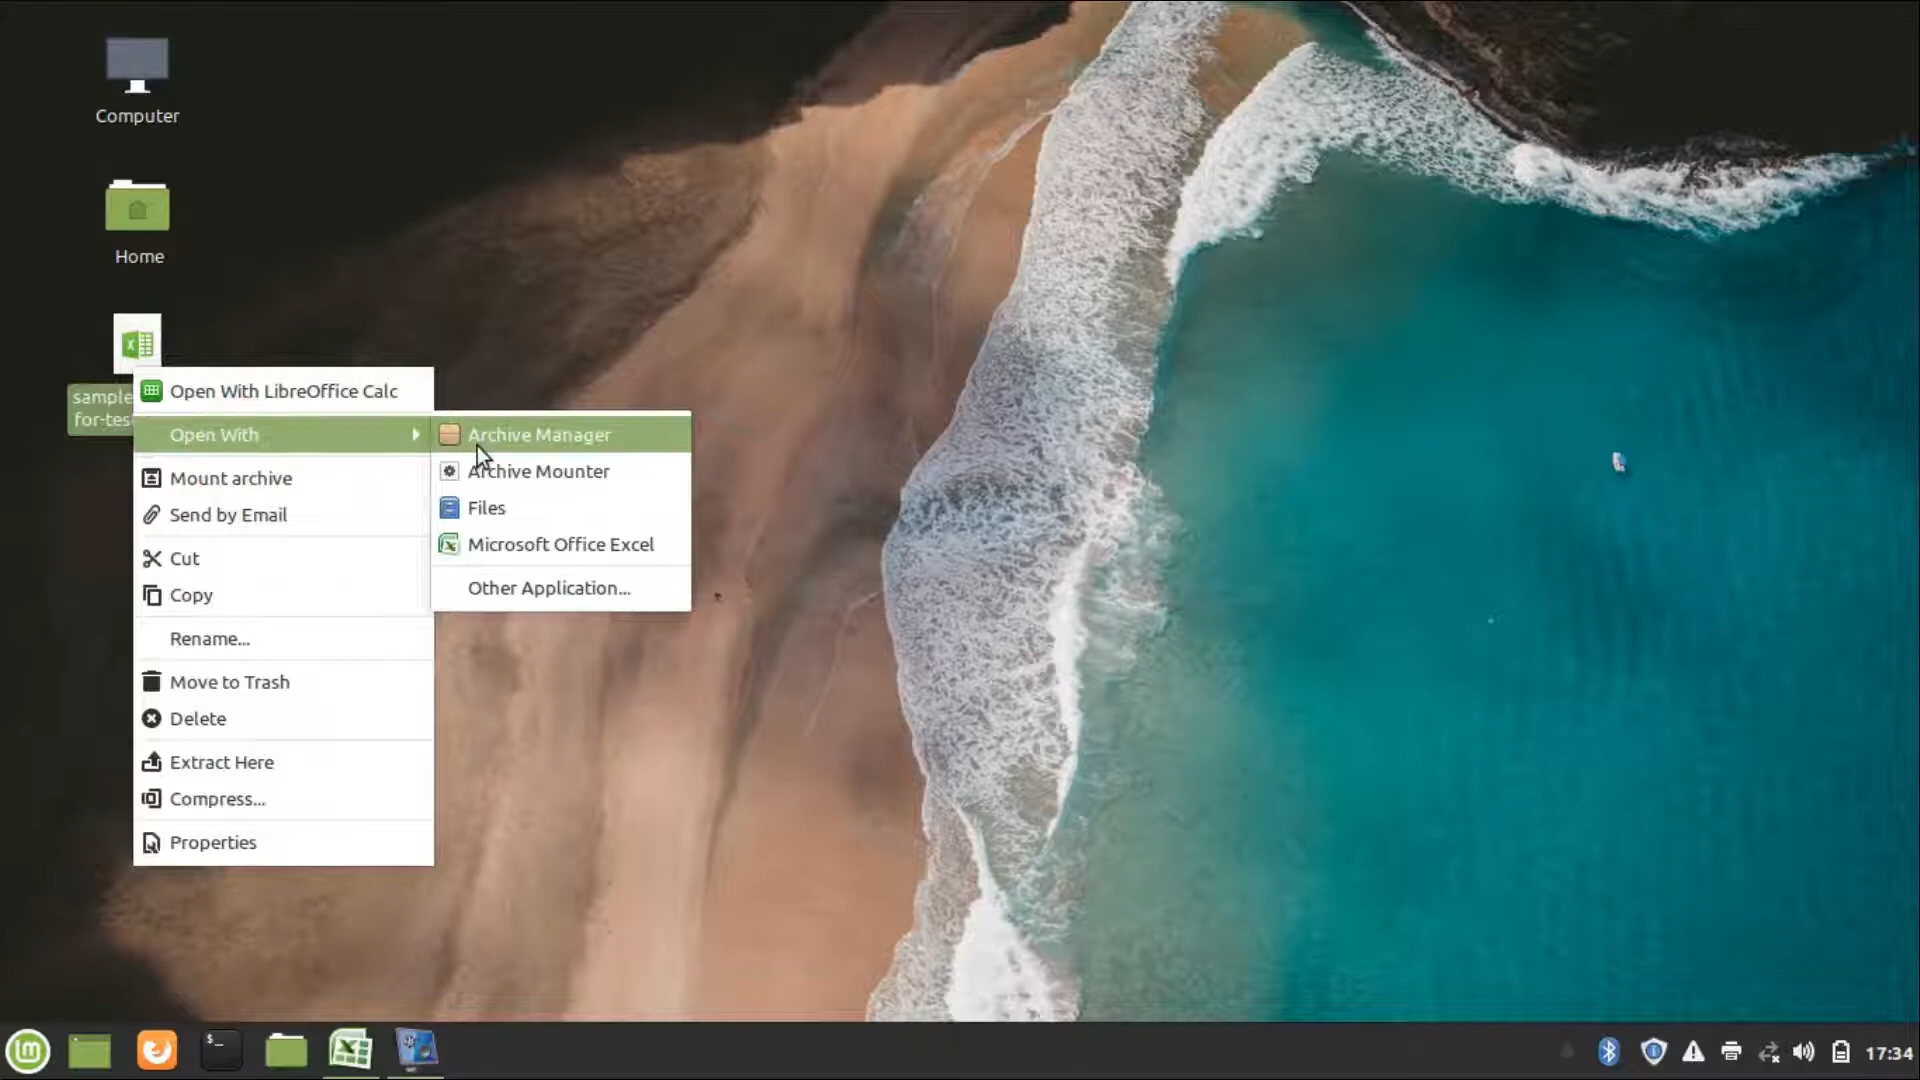 Computer
Home
sample
for-tes
Open With LibreOffice Calc
Open With
Mount archive
Send by Email
Cut
Copy
Rename...
Move to Trash
Delete
Extract Here
Compress...
Properties
Archive Manager
Archive Mounter
Files
Microsoft Office Excel
Other Application...
17:34